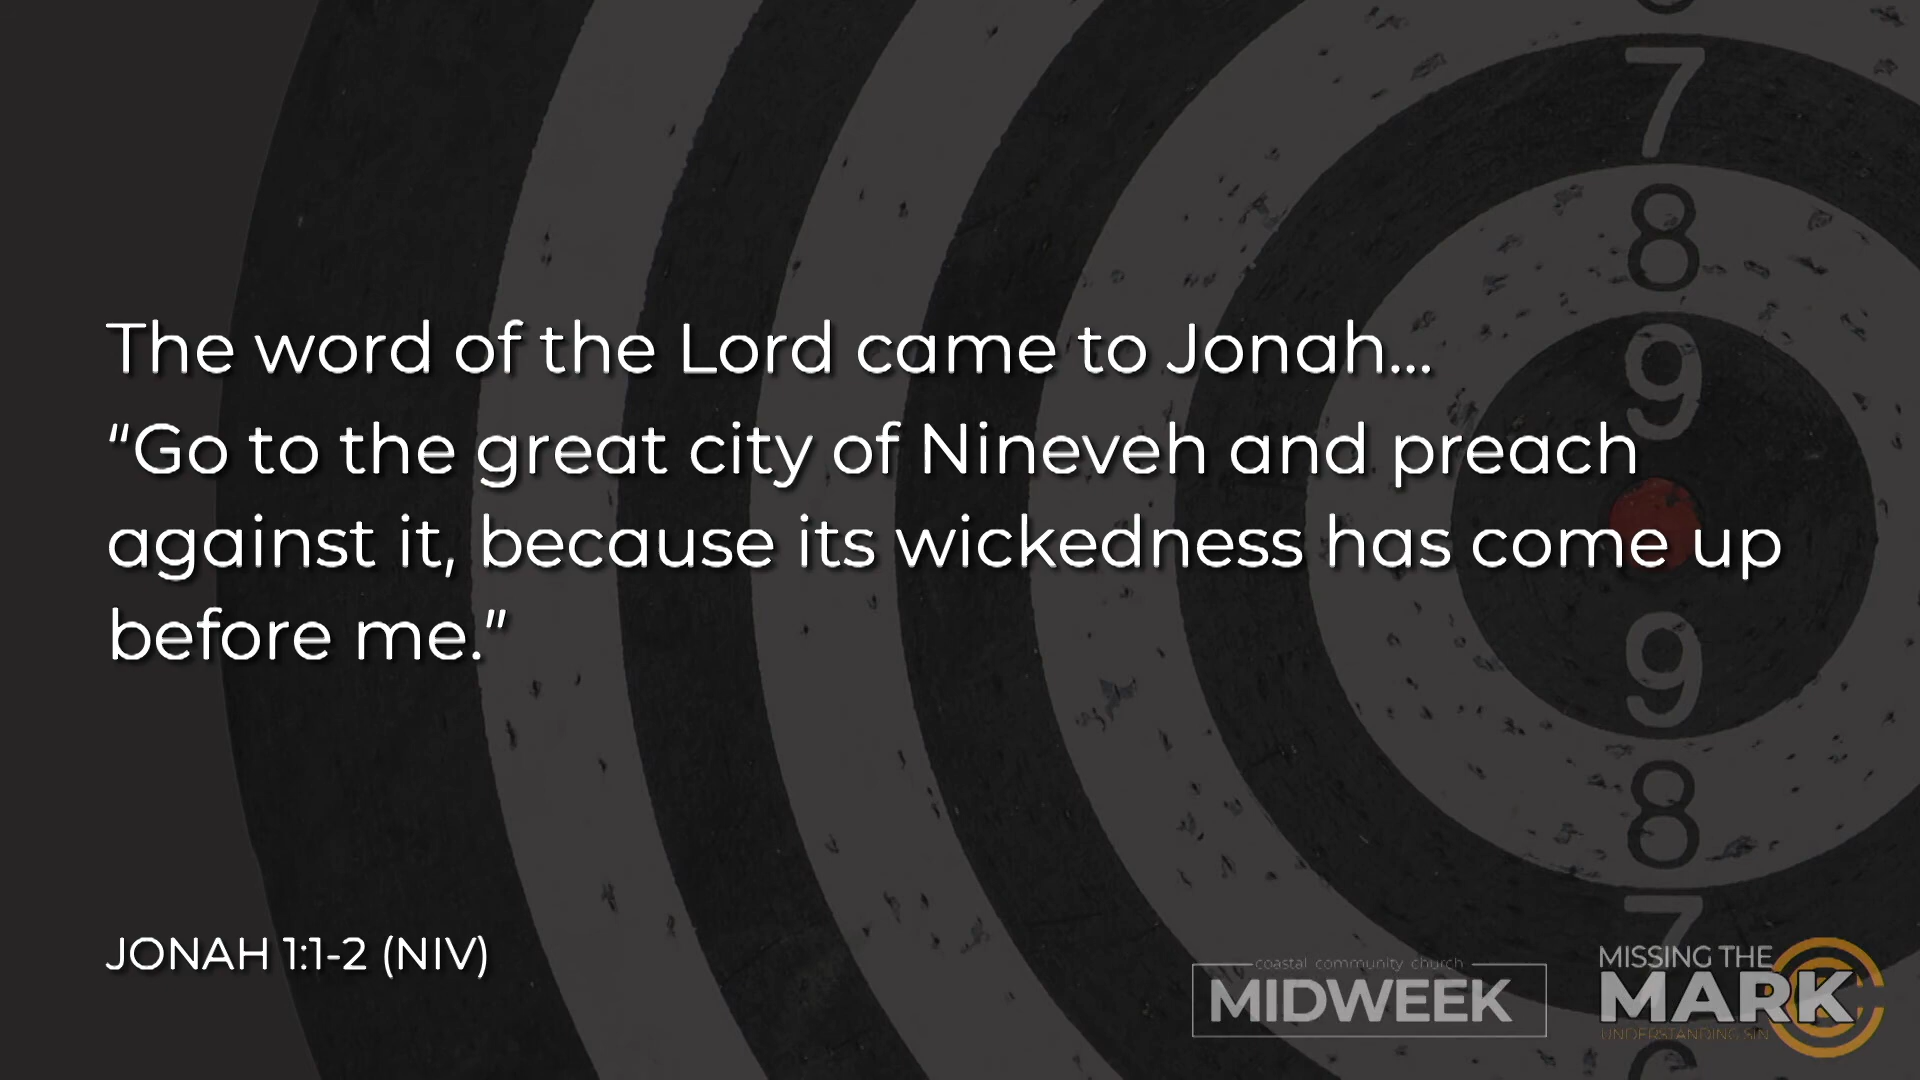 The word of the Lord came to Jonah...
“Go to the great city of Nineveh and preach
against it, because its wickedness has come up
before me.”
JONAH 1:1-2 (NIV)
coastal community church
MIDWEEK
MISSING THE
MARK
UNDERSTANDING SIN
7
8
9
9
8
7